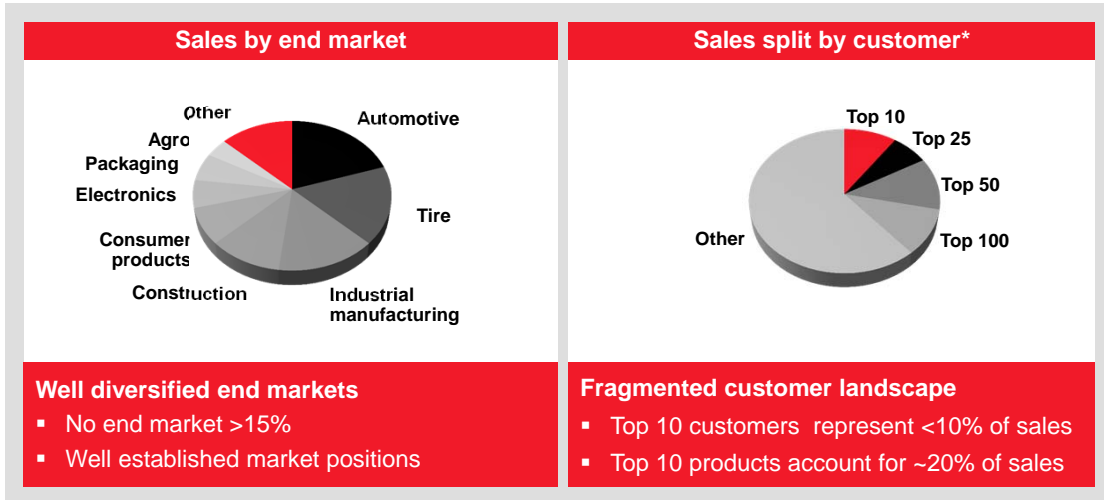 Sales by end market
Other
Automotive
Agro
Packaging
Electronics
Tire
Consumer
products
Construction
Industrial
manufacturing
Well diversified end markets
▪ No end market >15%
▪ Well established market positions
Sales split by customer*
Top 10
Top 25
Top 50
Other
Top 100
Fragmented customer landscape
▪ Top 10 customers represent <10% of sales
▪ Top 10 products account for ~20% of sales